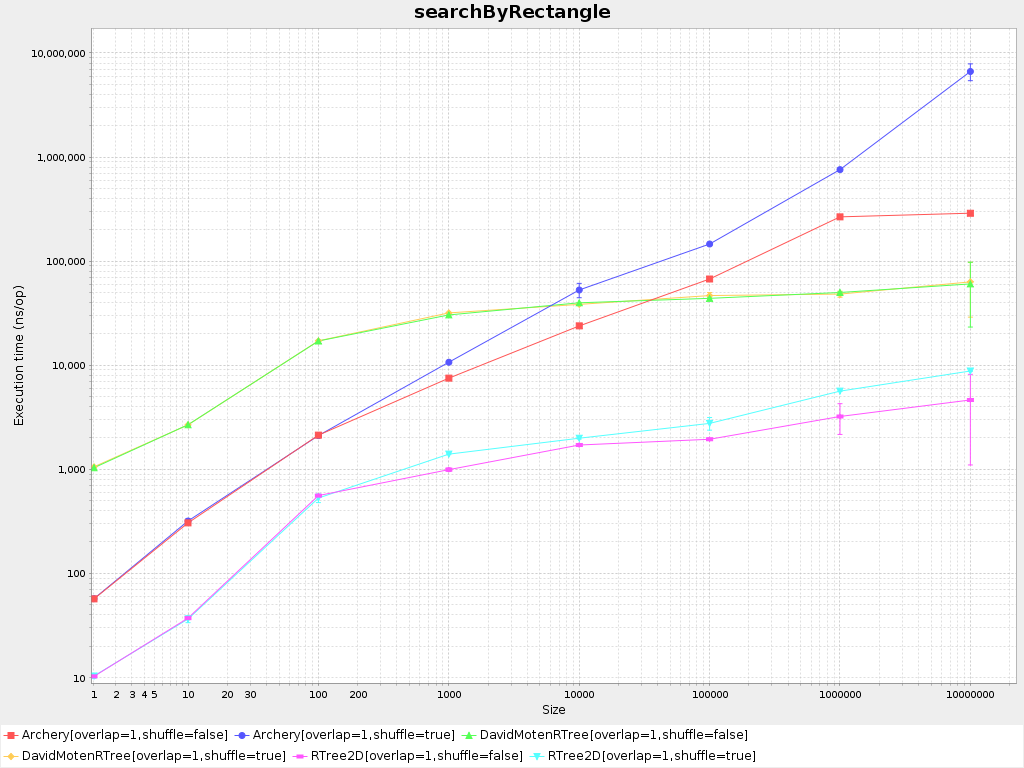 searchByRectangle
10,000,000
1,000,000
100,000
10,000
1,000
100
10
Execution time (ns/op)
1 2 3 4 5 10 20 30 100 200 1000 10000 100000 1000000 10000000
Size
Archery[overlap=1,shuffle=false] Archery[overlap=1,shuffle=true] DavidMotenRTree[overlap=1,shuffle=false]
DavidMotenRTree[overlap=1,shuffle=true] RTree2D[overlap=1,shuffle=false] RTree2D[overlap=1,shuffle=true]